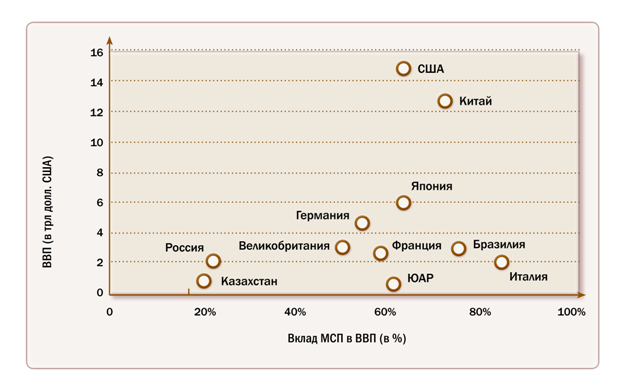 ВВП (в трл долл. США)
16
14
12
10
8
6
4
2
0
США
Китай
Япония
Германия
Россия
Великобритания
Франция
Бразилия
Казахстан
ЮАР
Италия
0
20%
40%
60%
80%
100%
Вклад МСП в ВВП (в %)